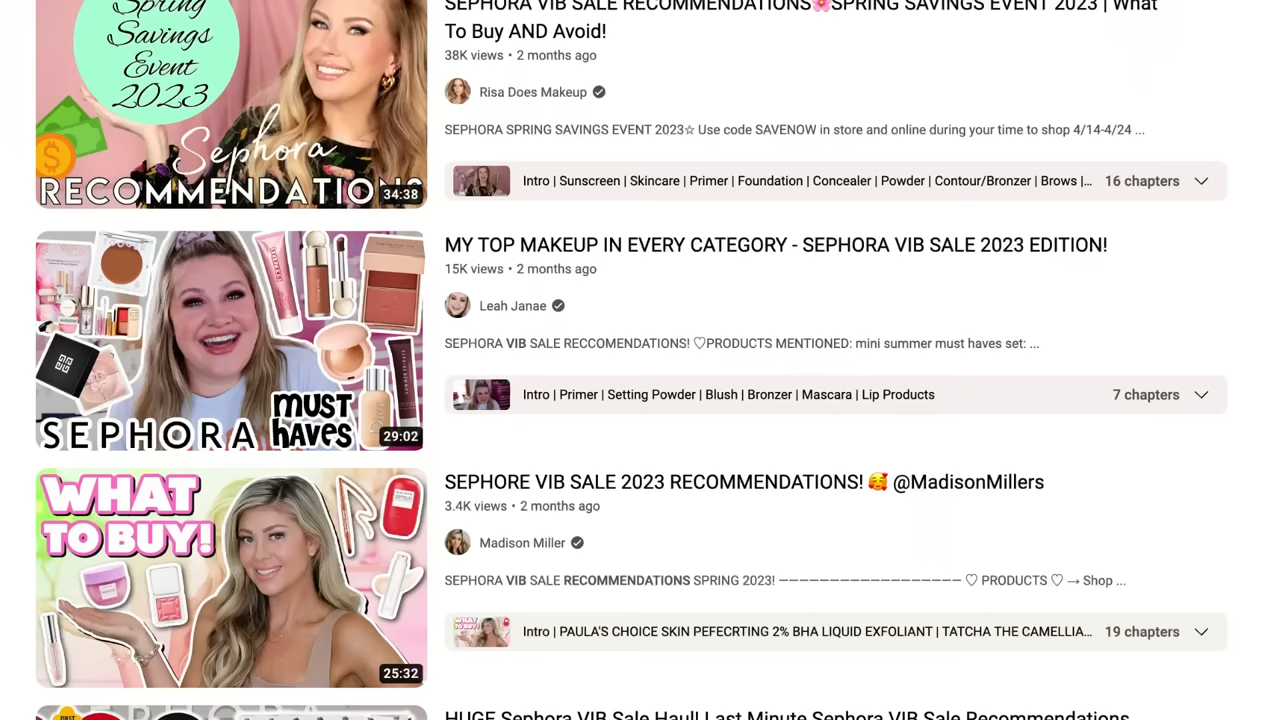 Spring
Savings
Event
2023
Sephora
RECOMMENDATIONS
34:38
SEPHORA VIB SALE RECOMMENDATIONS🌸SPRING SAVINGS EVENT 2023 | What
To Buy AND Avoid!
38K views • 2 months ago
Risa Does Makeup
SEPHORA SPRING SAVINGS EVENT 2023☆ Use code SAVENOW in store and online during your time to shop 4/14-4/24 ...
Intro | Sunscreen | Skincare | Primer | Foundation | Concealer | Powder | Contour/Bronzer | Brows |...
16 chapters
SEPHORA
MUST
HAVES
29:02
MY TOP MAKEUP IN EVERY CATEGORY - SEPHORA VIB SALE 2023 EDITION!
15K views • 2 months ago
Leah Janae
SEPHORA VIB SALE RECCOMENDATIONS! ♡PRODUCTS MENTIONED: mini summer must haves set: ...
Intro | Primer | Setting Powder | Blush | Bronzer | Mascara | Lip Products
7 chapters
WHAT
TO BUY!
25:32
SEPHORE VIB SALE 2023 RECOMMENDATIONS! 🥰 @MadisonMillers
3.4K views • 2 months ago
Madison Miller
SEPHORA VIB SALE RECOMMENDATIONS SPRING 2023! —————————————————— ♡ PRODUCTS ♡ → Shop ...
WHAT
TO BUY!
Intro | PAULA'S CHOICE SKIN PEFECRTING 2% BHA LIQUID EXFOLIANT | TATCHA THE CAMELLIA...
19 chapters
FIRST
HUGE Sephora VIB Sale Haul! Last Minute Sephora VIB Sale Recommendations